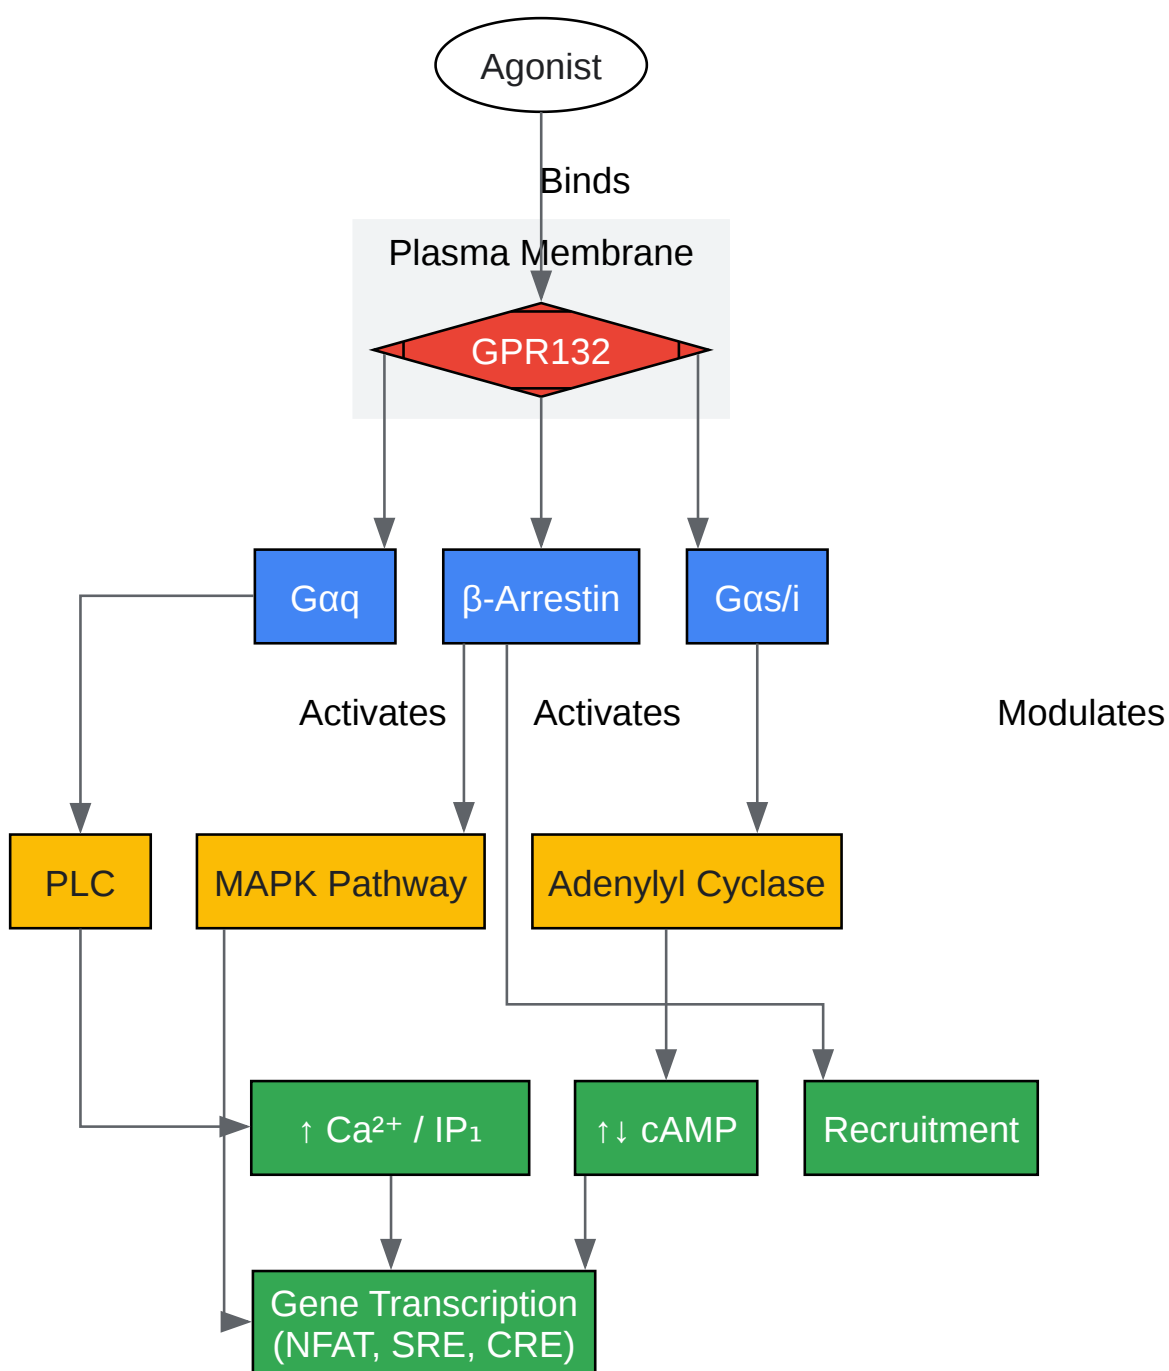 Agonist
Binds
Plasma Membrane
GPR132
Gαq
β-Arrestin
Gαs/i
Activates
Activates
Modulates
PLC
MAPK Pathway
Adenylyl Cyclase
↑ Ca²⁺ / IP₁
↑↓ cAMP
Recruitment
Gene Transcription
(NFAT, SRE, CRE)